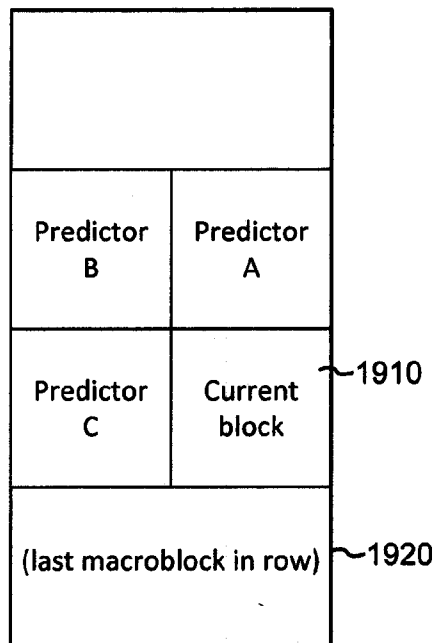 Predictor
B
Predictor
A
Predictor
C
Current
block
1910
(last macroblock in row)
1920